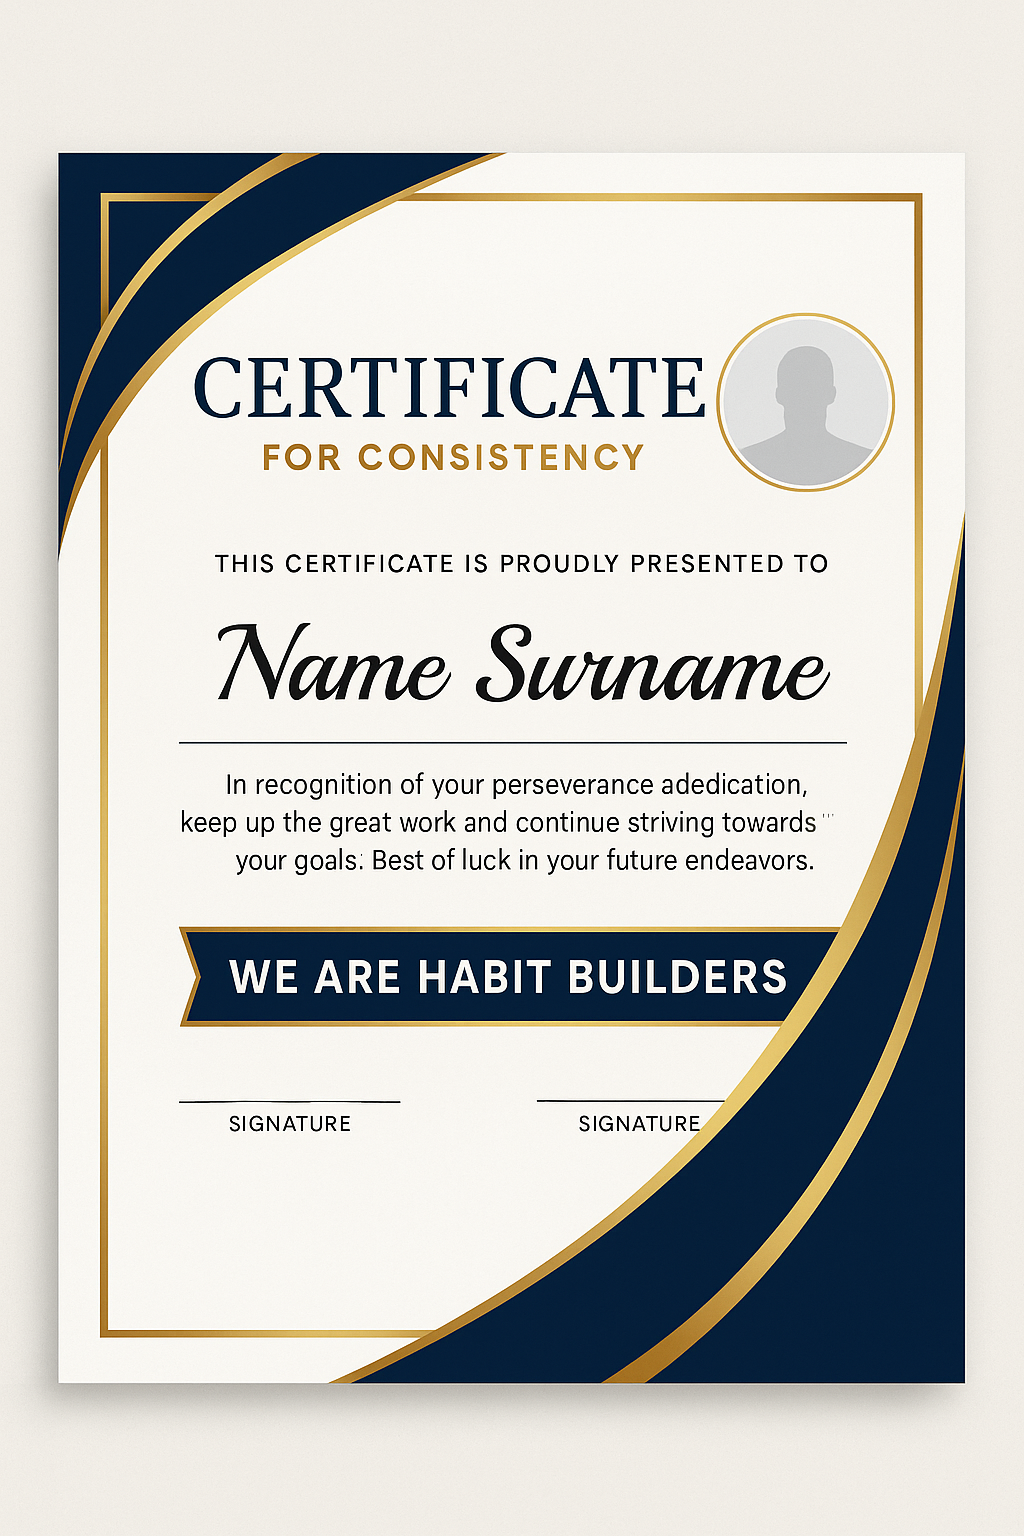 CERTIFICATE
FOR CONSISTENCY
THIS CERTIFICATE IS PROUDLY PRESENTED TO
Name Surname
In recognition of your perseverance adedication,
keep up the great work and continue striving towards
your goals: Best of luck in your future endeavors.
WE ARE HABIT BUILDERS
SIGNATURE
SIGNATURE